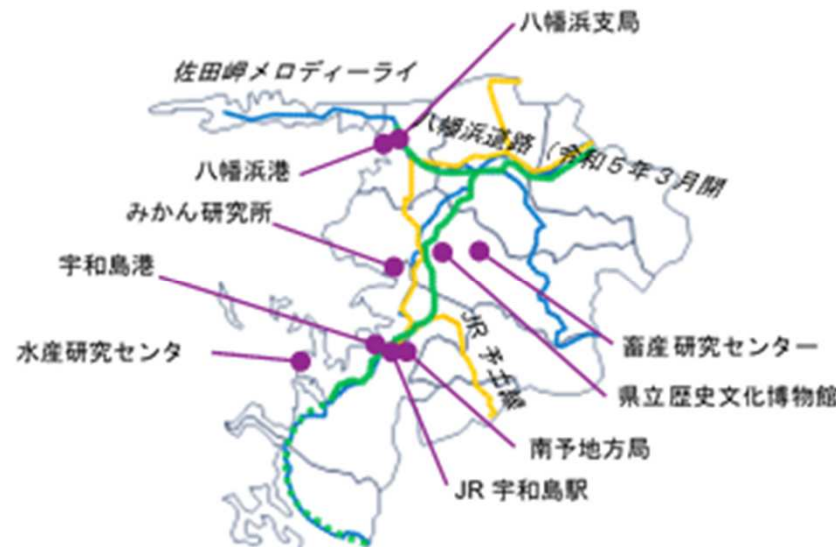 八幡浜支局
佐田岬メロディーライ
八幡浜道路（令和５年３月開
八幡浜港
みかん研究所
宇和島港
水産研究センタ
JR 予土線
畜産研究センター
県立歴史文化博物館
南予地方局
JR 宇和島駅